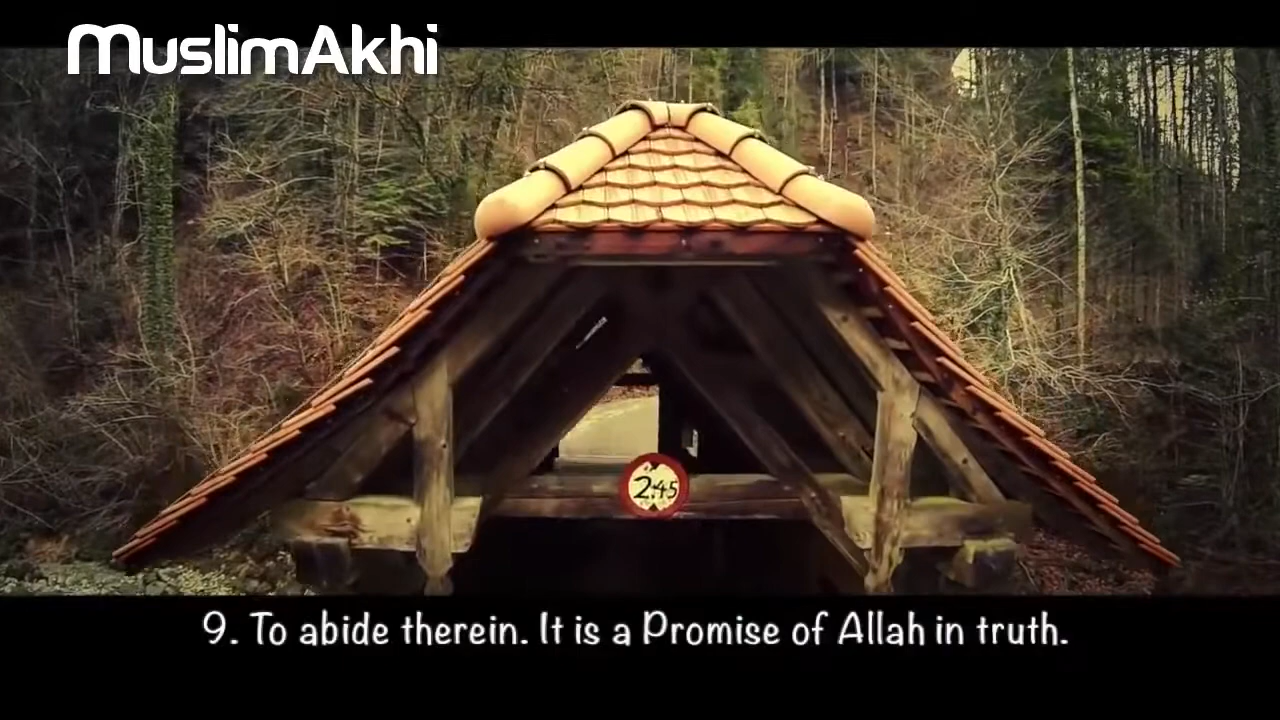 MuslimAkhi
2.45
9. To abide therein. It is a Promise of Allah in truth.